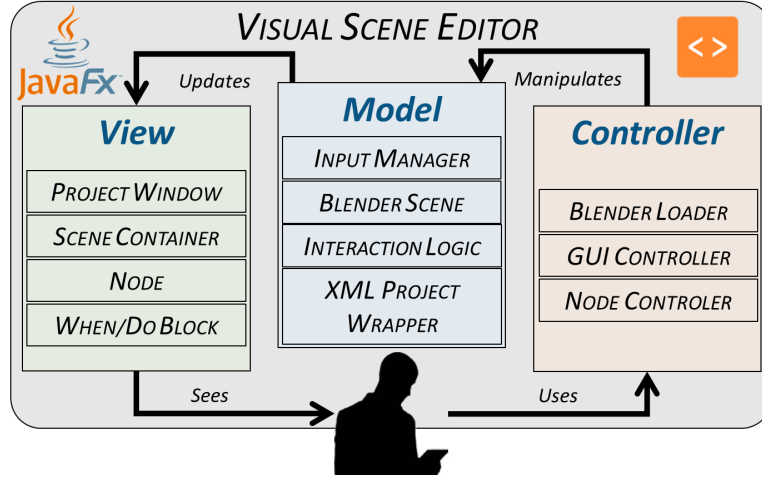 VISUAL SCENE EDITOR
JavaFx
< >
Updates
Manipulates
View
PROJECT WINDOW
SCENE CONTAINER
NODE
WHEN/DO BLOCK
Model
INPUT MANAGER
BLENDER SCENE
INTERACTION LOGIC
XML PROJECT
WRAPPER
Controller
BLENDER LOADER
GUI CONTROLLER
NODE CONTROLER
Sees
Uses